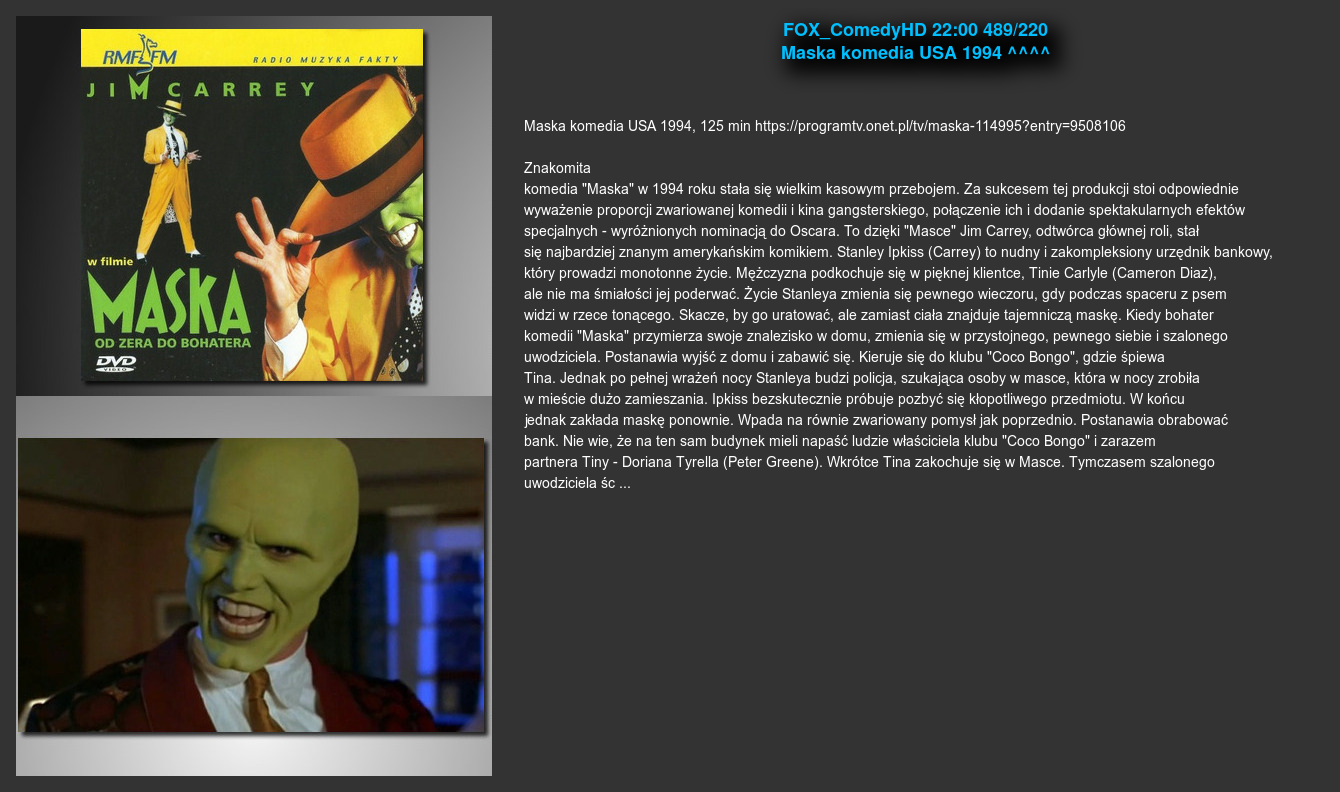 RMF FM
RADIO MUZYKA FAKTY
JIM CARREY
w filmie
MASKA
OD ZERA DO BOHATERA
DVD
VIDEO
FOX_ComedyHD 22:00 489/220
Maska komedia USA 1994 ^^^^
Maska komedia USA 1994, 125 min https://programtv.onet.pl/tv/maska-114995?entry=9508106
Znakomita
komedia "Maska" w 1994 roku stała się wielkim kasowym przebojem. Za sukcesem tej produkcji stoi odpowiednie
wyważenie proporcji zwariowanej komedii i kina gangsterskiego, połączenie ich i dodanie spektakularnych efektów
specjalnych - wyróżnionych nominacją do Oscara. To dzięki "Masce" Jim Carrey, odtwórca głównej roli, stał
się najbardziej znanym amerykańskim komikiem. Stanley Ipkiss (Carrey) to nudny i zakompleksiony urzędnik bankowy,
który prowadzi monotonne życie. Mężczyzna podkochuje się w pięknej klientce, Tinie Carlyle (Cameron Diaz),
ale nie ma śmiałości jej poderwać. Życie Stanleya zmienia się pewnego wieczoru, gdy podczas spaceru z psem
widzi w rzece tonącego. Skacze, by go uratować, ale zamiast ciała znajduje tajemniczą maskę. Kiedy bohater
komedii "Maska" przymierza swoje znalezisko w domu, zmienia się w przystojnego, pewnego siebie i szalonego
uwodziciela. Postanawia wyjść z domu i zabawić się. Kieruje się do klubu "Coco Bongo", gdzie śpiewa
Tina. Jednak po pełnej wrażeń nocy Stanleya budzi policja, szukająca osoby w masce, która w nocy zrobiła
w mieście dużo zamieszania. Ipkiss bezskutecznie próbuje pozbyć się kłopotliwego przedmiotu. W końcu
jednak zakłada maskę ponownie. Wpada na równie zwariowany pomysł jak poprzednio. Postanawia obrabować
bank. Nie wie, że na ten sam budynek mieli napaść ludzie właściciela klubu "Coco Bongo" i zarazem
partnera Tiny - Doriana Tyrella (Peter Greene). Wkrótce Tina zakochuje się w Masce. Tymczasem szalonego
uwodziciela śc ...